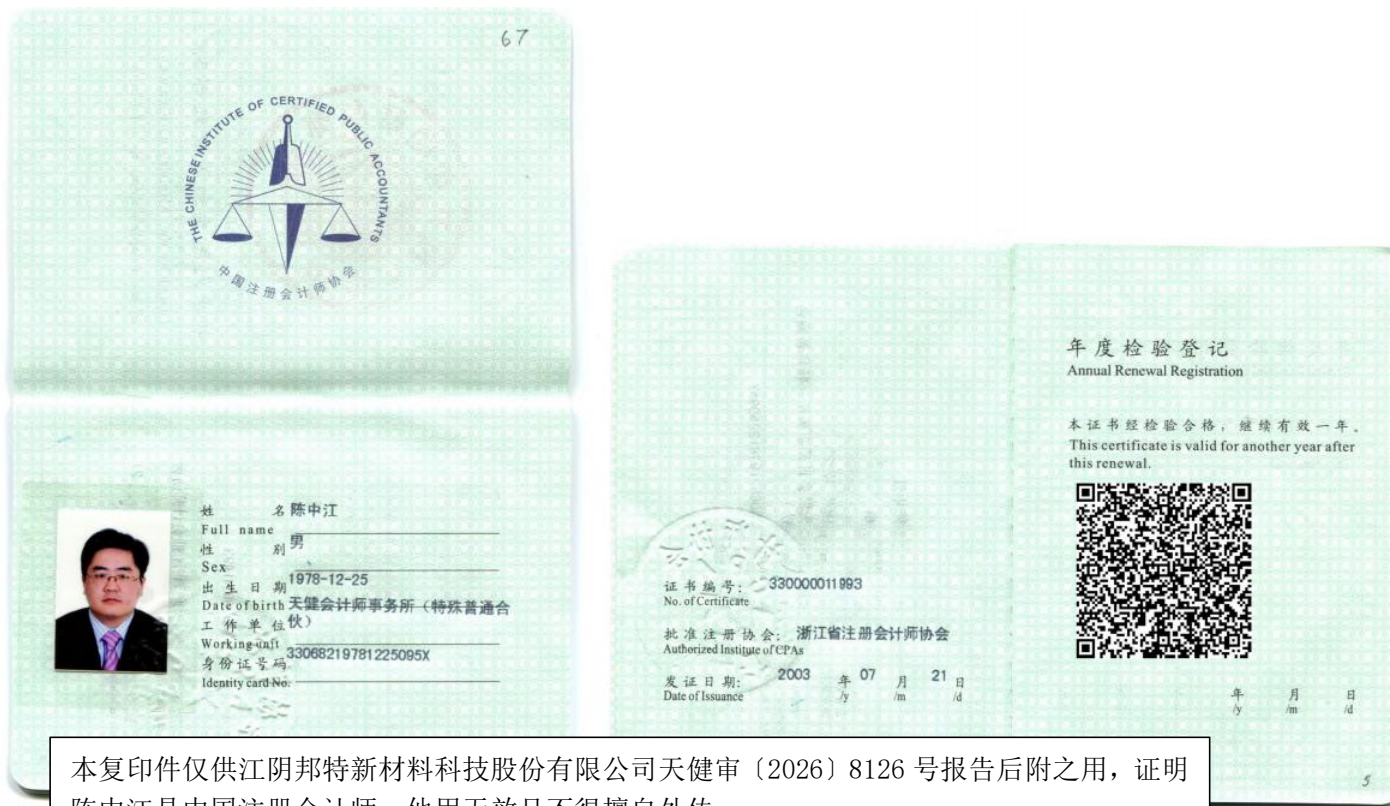 67
THE CHINESE INSTITUTE OF CERTIFIED PUBLIC ACCOUNTANTS
中国注册会计师协会
姓 名 陈中江
Full name
性 别 男
Sex
出生日期 1978-12-25
Date of birth
工作单位 天健会计师事务所（特殊普通合
伙）
Working unit
身份证号码 33068219781225095X
Identity card No.
证书编号: 330000011993
No. of Certificate
批准注册协会: 浙江省注册会计师协会
Authorized Institute of CPAs
发证日期: 2003 年 07 月 21 日
Date of Issuance /y /m /d
年度检验登记
Annual Renewal Registration
本证书经检验合格，继续有效一年。
This certificate is valid for another year after
this renewal.
年 月 日
/y /m /d
5
本复印件仅供江阴邦特新材料科技股份有限公司天健审〔2026〕8126 号报告后附之用，证明
陈中江是中国注册会计师，他用无效且不得擅自外传。